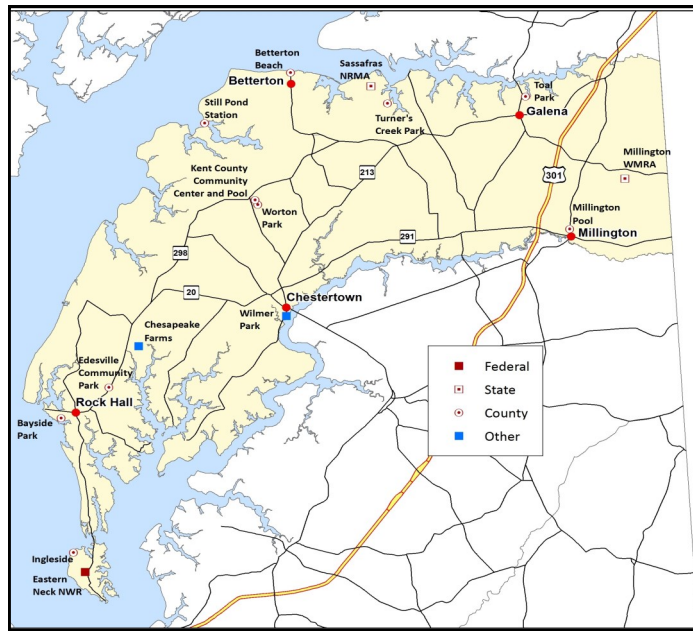 Betterton
Beach
Betterton
Sassafras
NRMA
Toal
Park
Galena
Still Pond
Station
Turner's
Creek Park
Kent County
Community
Center and Pool
213
301
Millington
WMRA
Worton
Park
Millington
Pool
Millington
291
298
20
Chestertown
Wilmer
Park
Chesapeake
Farms
Edesville
Community
Park
Rock Hall
Bayside
Park
Federal
State
County
Other
Ingleside
Eastern
Neck NWR